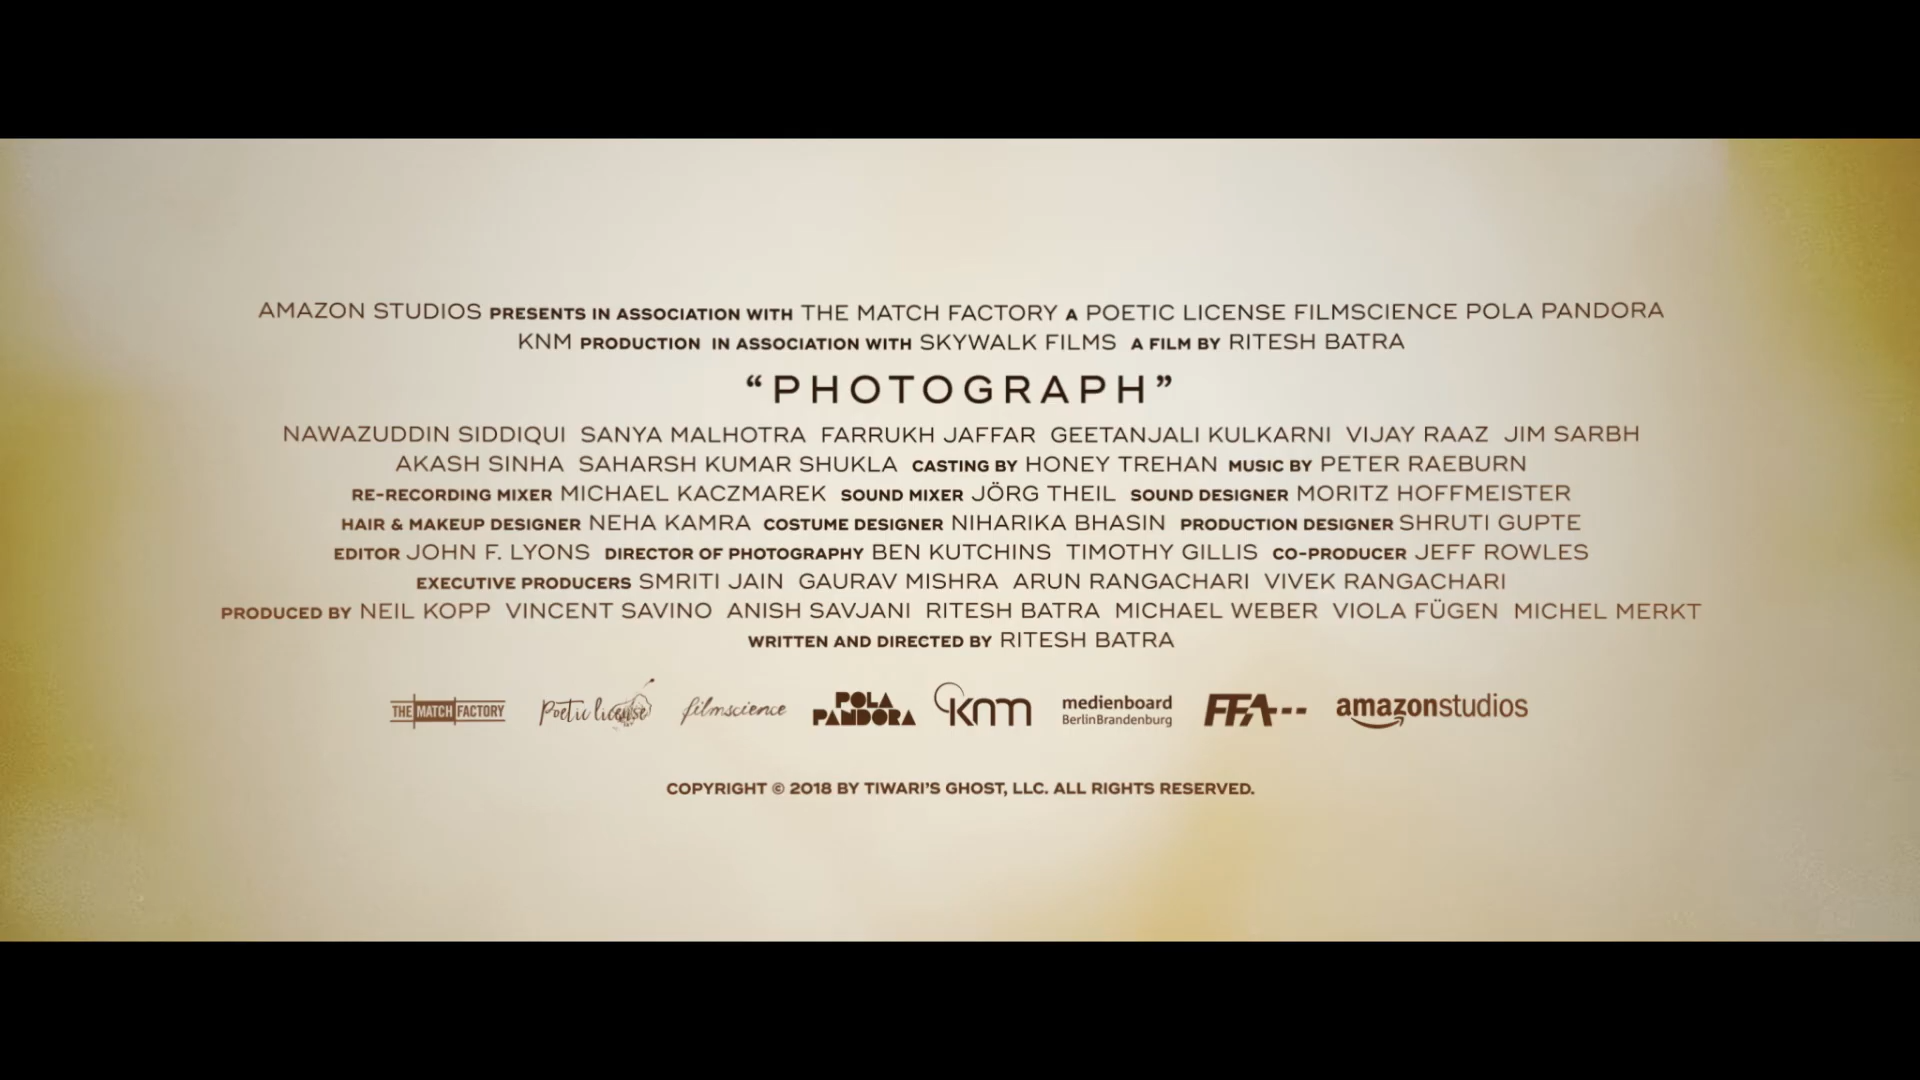 AMAZON STUDIOS PRESENTS IN ASSOCIATION WITH THE MATCH FACTORY A POETIC LICENSE FILMSCIENCE POLA PANDORA
KNM PRODUCTION IN ASSOCIATION WITH SKYWALK FILMS A FILM BY RITESH BATRA
“PHOTOGRAPH”
NAWAZUDDIN SIDDIQUI SANYA MALHOTRA FARRUKH JAFFAR GEETANJALI KULKARNI VIJAY RAAZ JIM SARBH
AKASH SINHA SAHARSH KUMAR SHUKLA CASTING BY HONEY TREHAN MUSIC BY PETER RAEBURN
RE-RECORDING MIXER MICHAEL KACZMAREK SOUND MIXER JÖRG THEIL SOUND DESIGNER MORITZ HOFFMEISTER
HAIR & MAKEUP DESIGNER NEHA KAMRA COSTUME DESIGNER NIHARIKA BHASIN PRODUCTION DESIGNER SHRUTI GUPTE
EDITOR JOHN F. LYONS DIRECTOR OF PHOTOGRAPHY BEN KUTCHINS TIMOTHY GILLIS CO-PRODUCER JEFF ROWLES
EXECUTIVE PRODUCERS SMRITI JAIN GAURAV MISHRA ARUN RANGACHARI VIVEK RANGACHARI
PRODUCED BY NEIL KOPP VINCENT SAVINO ANISH SAVJANI RITESH BATRA MICHAEL WEBER VIOLA FÜGEN MICHEL MERKT
WRITTEN AND DIRECTED BY RITESH BATRA
THE MATCH FACTORY Poetic license filmscience POLA PANDORA knm medienboard BerlinBrandenburg FFA amazonstudios
COPYRIGHT © 2018 BY TIWARI’S GHOST, LLC. ALL RIGHTS RESERVED.